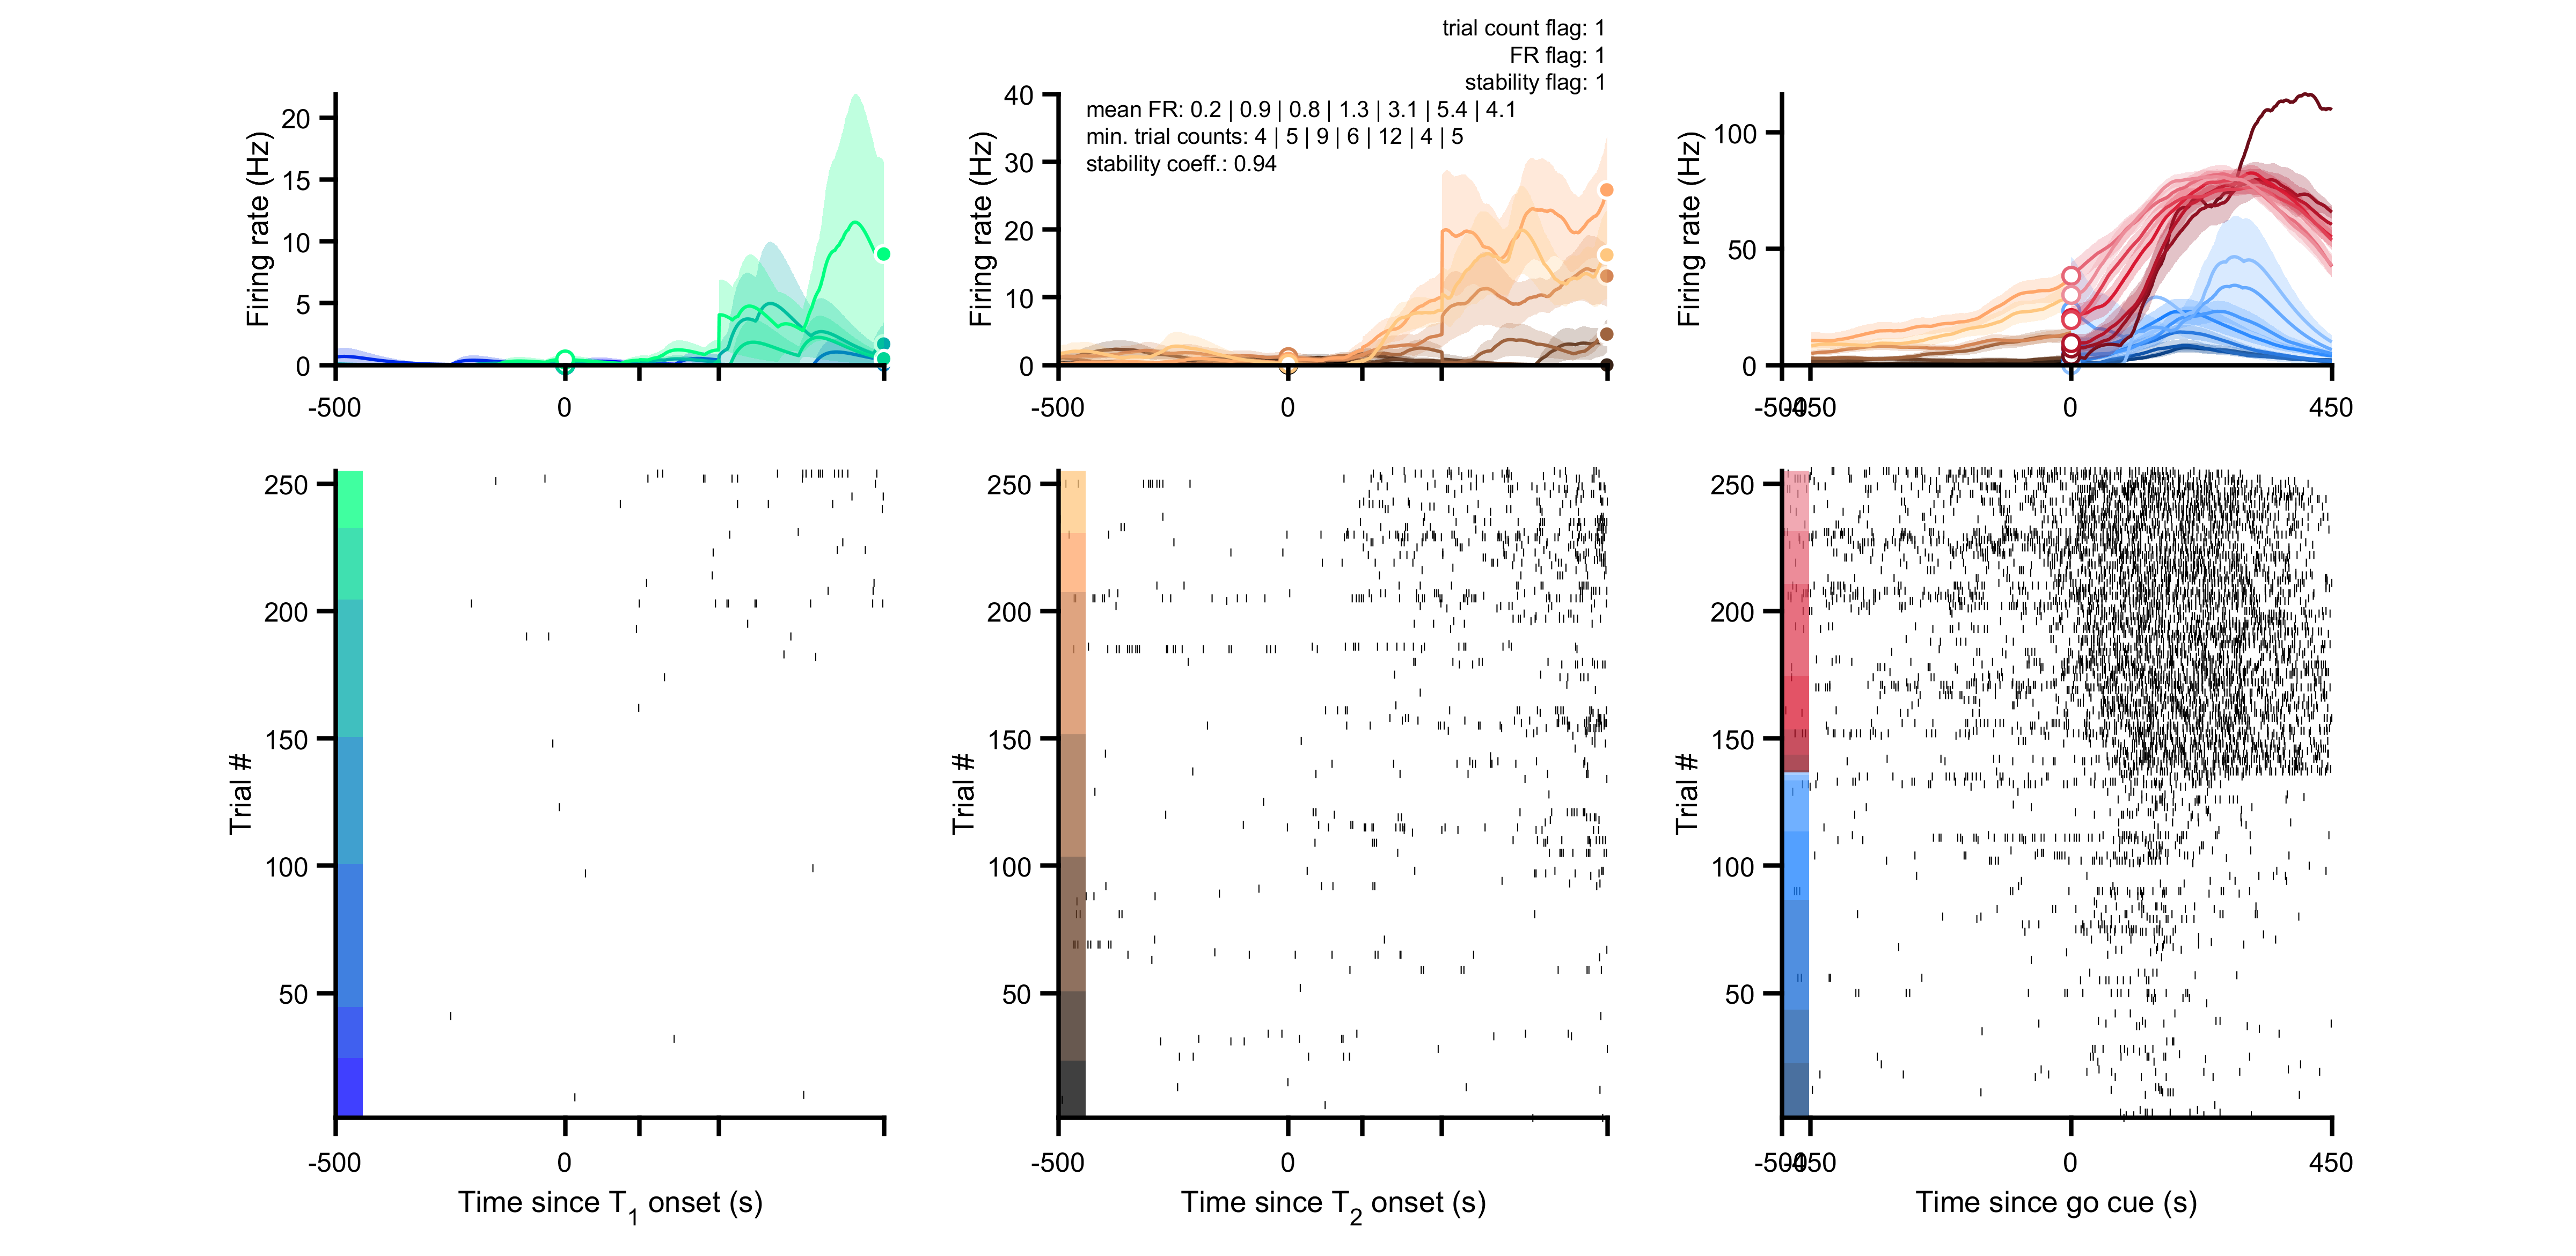 trial count flag: 1
FR flag: 1
stability flag: 1
mean FR: 0.2 | 0.9 | 0.8 | 1.3 | 3.1 | 5.4 | 4.1
min. trial counts: 4 | 5 | 9 | 6 | 12 | 4 | 5
stability coeff.: 0.94
Firing rate (Hz)
20
15
10
5
0
-500
0
Firing rate (Hz)
40
30
20
10
0
-500
0
Firing rate (Hz)
100
50
0
-500
-450
0
450
Trial #
250
200
150
100
50
-500
0
Time since T1 onset (s)
Trial #
250
200
150
100
50
-500
0
Time since T2 onset (s)
Trial #
250
200
150
100
50
-500
-450
0
450
Time since go cue (s)